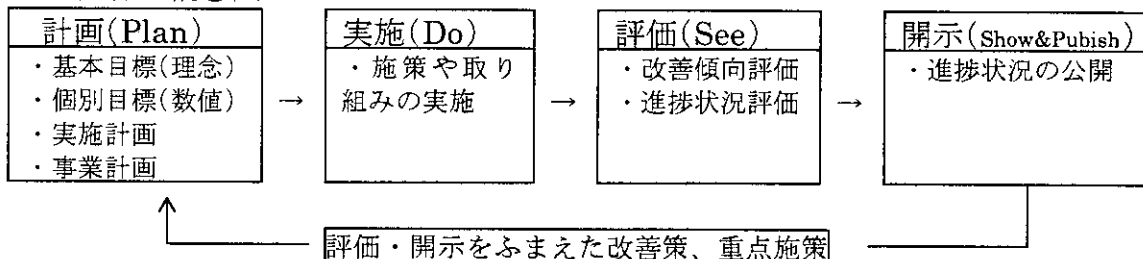 計画(Plan)
・基本目標(理念)
・個別目標(数値)
・実施計画
・事業計画
→
実施(Do)
・施策や取り
組みの実施
→
評価(See)
・改善傾向評価
・進捗状況評価
→
開示(Show&Pubish)
・進捗状況の公開
評価・開示をふまえた改善策、重点施策